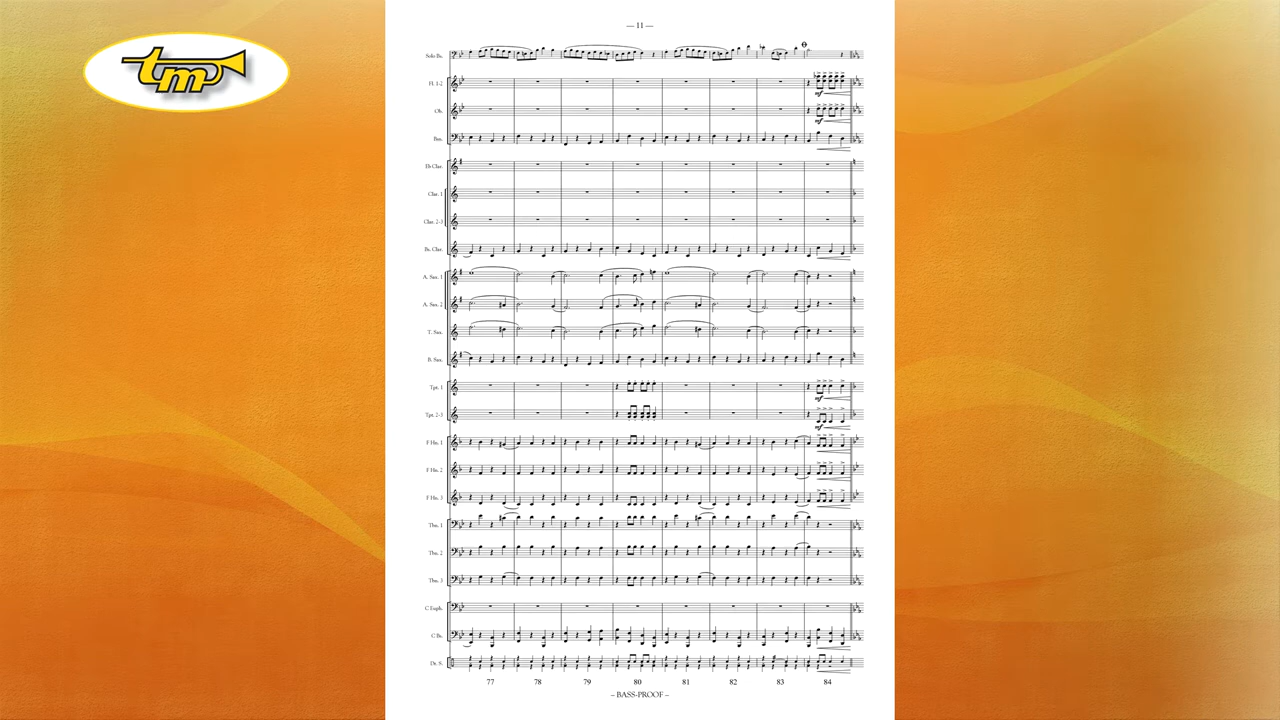 — 11 —
tm
Solo Bs.
Fl. 1-2
Ob.
Bsn.
Eb Clar.
Clar. 1
Clar. 2-3
Bs. Clar.
A. Sax. 1
A. Sax. 2
T. Sax.
B. Sax.
Tpt. 1
Tpt. 2-3
F Hn. 1
F Hn. 2
F Hn. 3
Tbn. 1
Tbn. 2
Tbn. 3
C Euph.
C Bs.
Dr. S.
mf
mf
mf
mf
77 78 79 80 81 82 83 84
– BASS-PROOF –